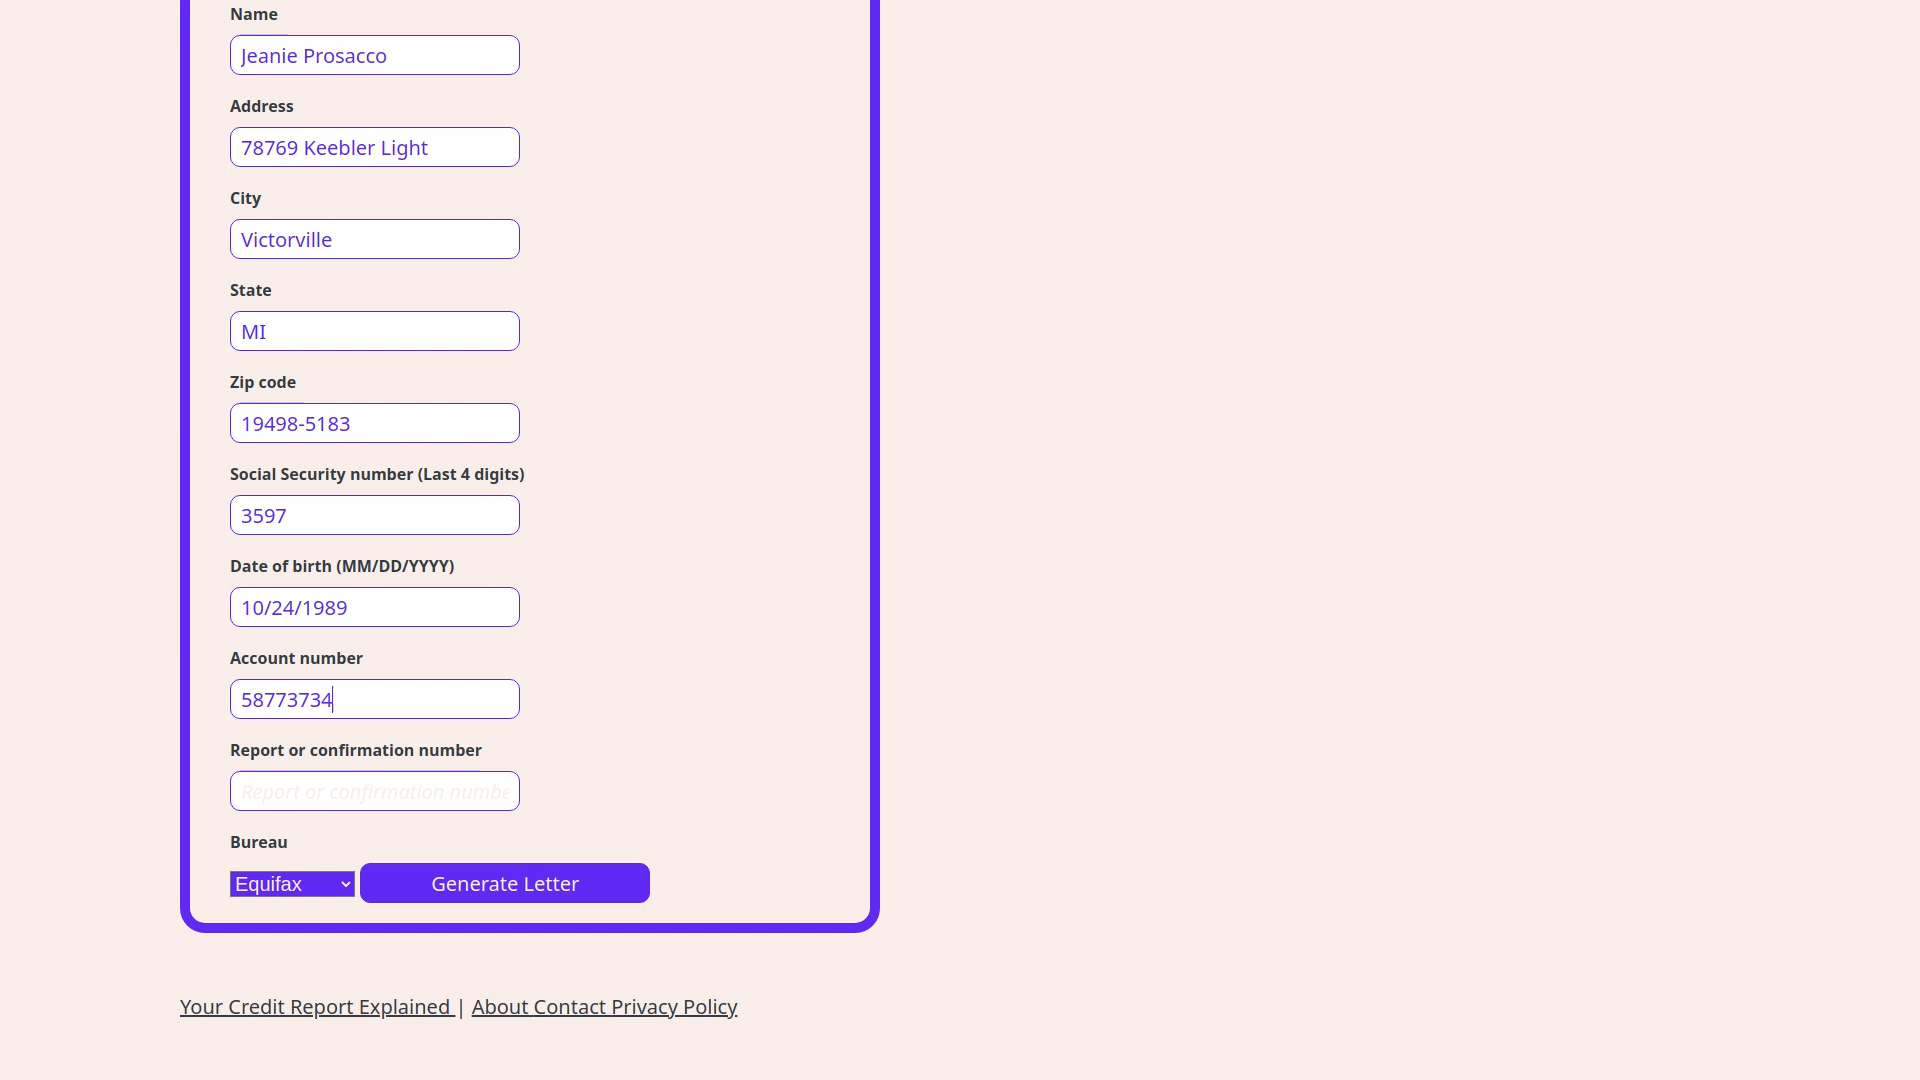 Name
Jeanie Prosacco
Address
78769 Keebler Light
City
Victorville
State
MI
Zip code
19498-5183
Social Security number (Last 4 digits)
3597
Date of birth (MM/DD/YYYY)
10/24/1989
Account number
58773734
Report or confirmation number
Report or confirmation numbe
Bureau
Equifax Generate Letter
Your Credit Report Explained | About Contact Privacy Policy